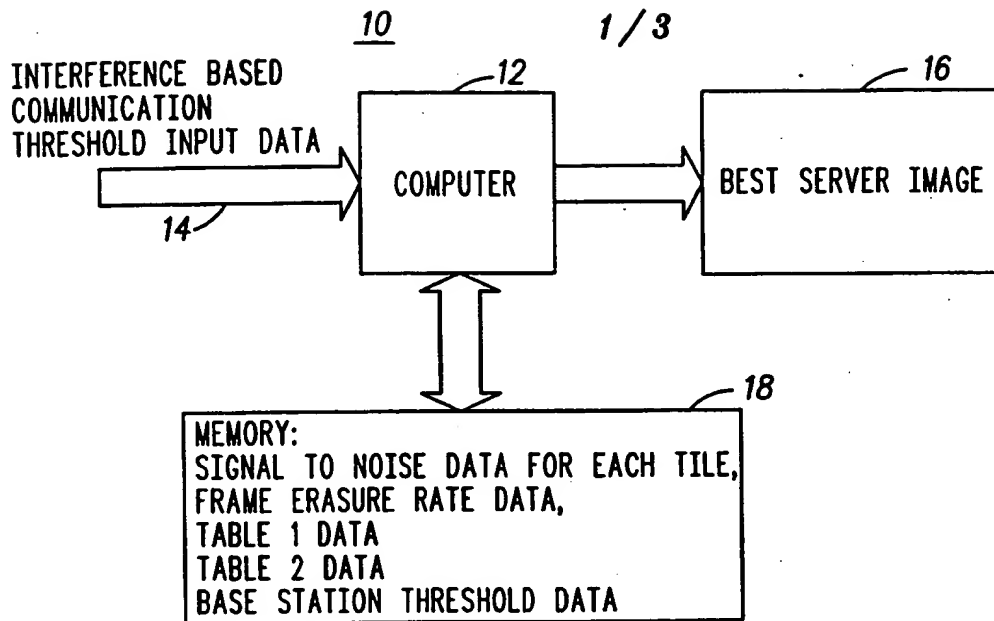 10
1/3
INTERFERENCE BASED
COMMUNICATION
THRESHOLD INPUT DATA
14
12
COMPUTER
16
BEST SERVER IMAGE
18
MEMORY:
SIGNAL TO NOISE DATA FOR EACH TILE,
FRAME ERASURE RATE DATA,
TABLE 1 DATA
TABLE 2 DATA
BASE STATION THRESHOLD DATA